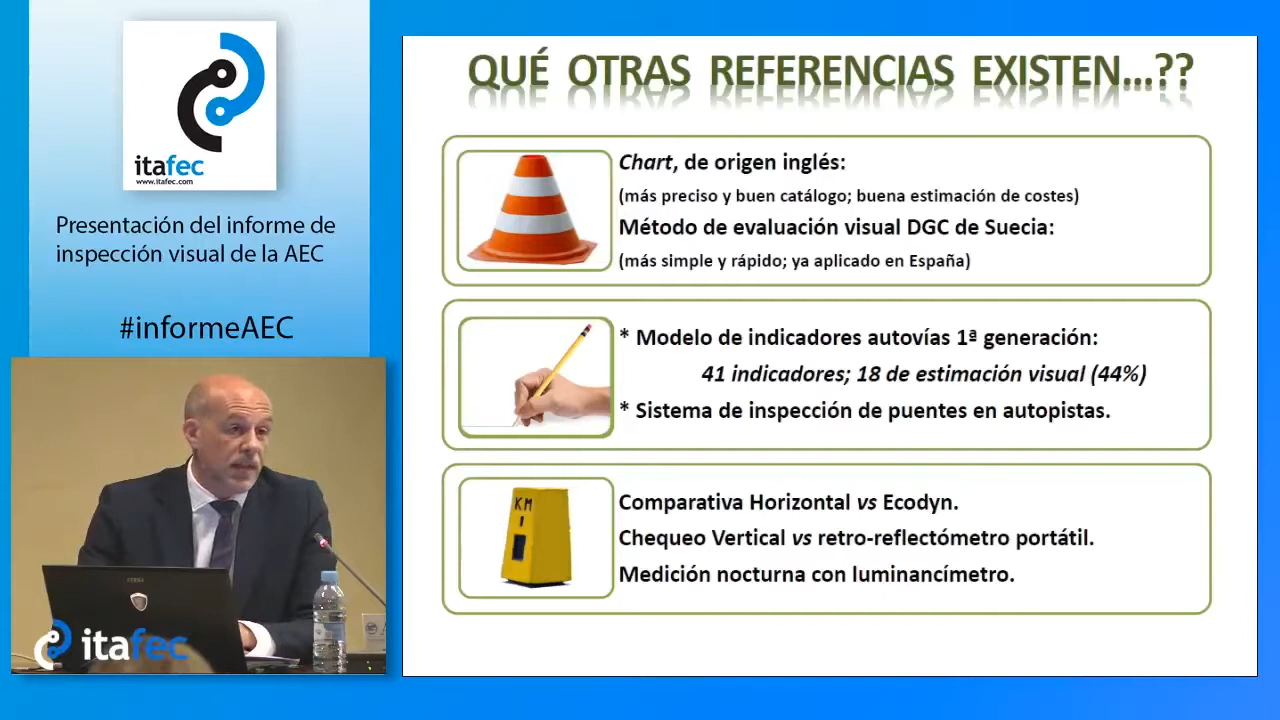 itafec
www.itafec.com
Presentación del informe de
inspección visual de la AEC
#informeAEC
itafec
QUÉ OTRAS REFERENCIAS EXISTEN...??
Chart, de origen inglés:
(más preciso y buen catálogo; buena estimación de costes)
Método de evaluación visual DGC de Suecia:
(más simple y rápido; ya aplicado en España)
* Modelo de indicadores autovías 1ª generación:
41 indicadores; 18 de estimación visual (44%)
* Sistema de inspección de puentes en autopistas.
KM
Comparativa Horizontal vs Ecodyn.
Chequeo Vertical vs retro-reflectómetro portátil.
Medición nocturna con luminancímetro.